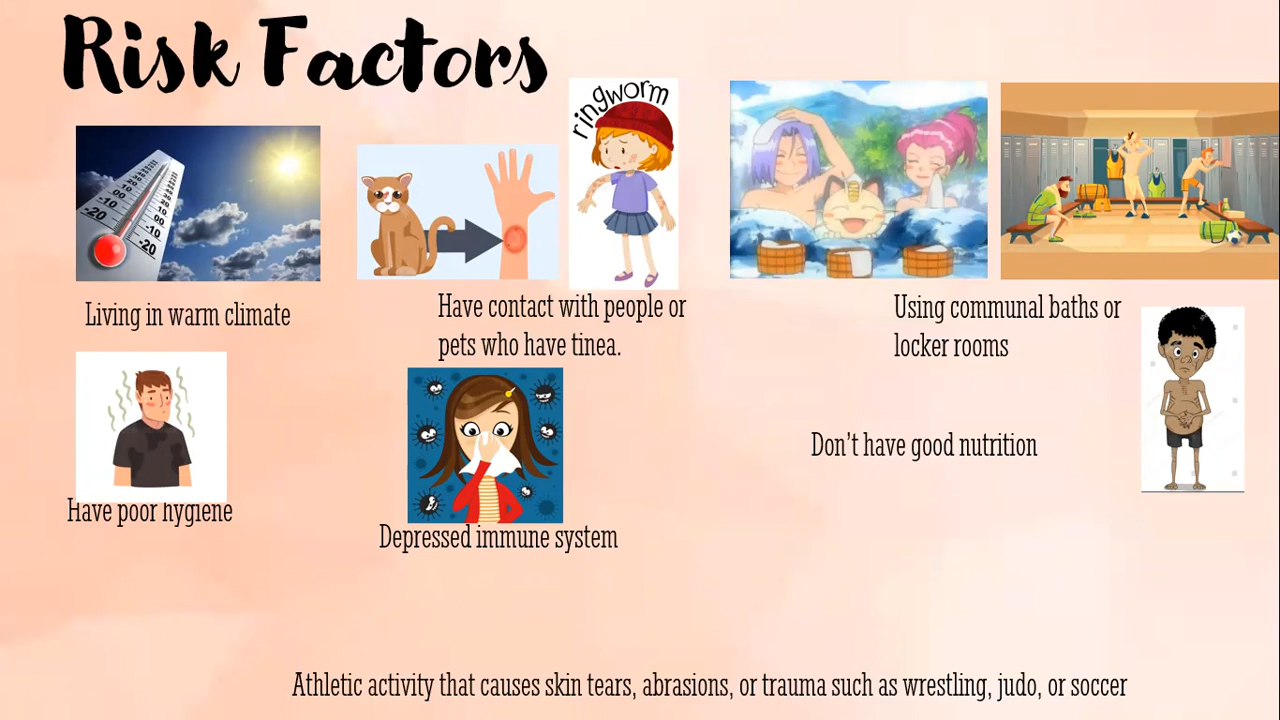 Risk Factors
ringworm
Living in warm climate
Have contact with people or
pets who have tinea.
Using communal baths or
locker rooms
Have poor hygiene
Depressed immune system
Don't have good nutrition
Athletic activity that causes skin tears, abrasions, or trauma such as wrestling, judo, or soccer